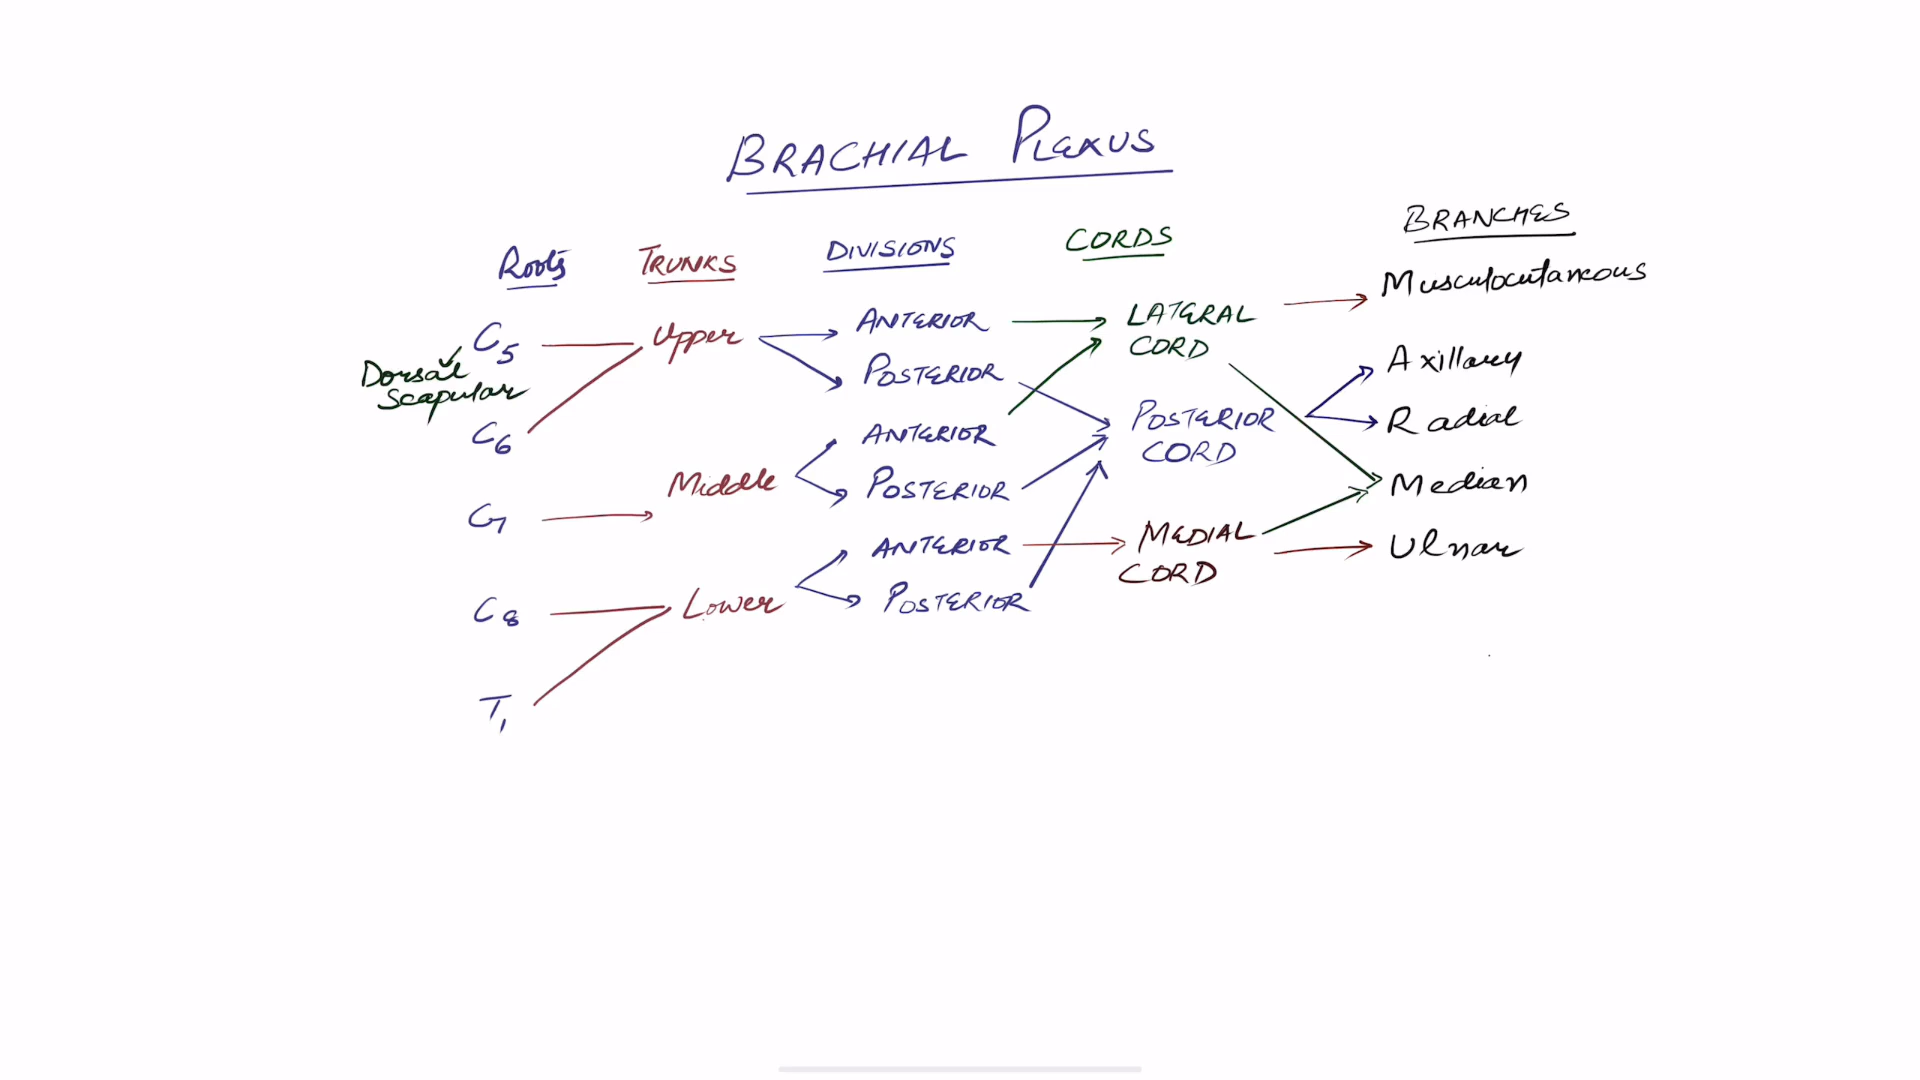 BRACHIAL PLEXUS
Roots
TRUNKS
DIVISIONS
CORDS
BRANCHES
C5
Dorsal
Scapular
C6
C7
C8
T1
Upper
Middle
Lower
ANTERIOR
POSTERIOR
ANTERIOR
POSTERIOR
ANTERIOR
POSTERIOR
LATERAL
CORD
POSTERIOR
CORD
MEDIAL
CORD
Musculocutaneous
Axillary
Radial
Median
Ulnar